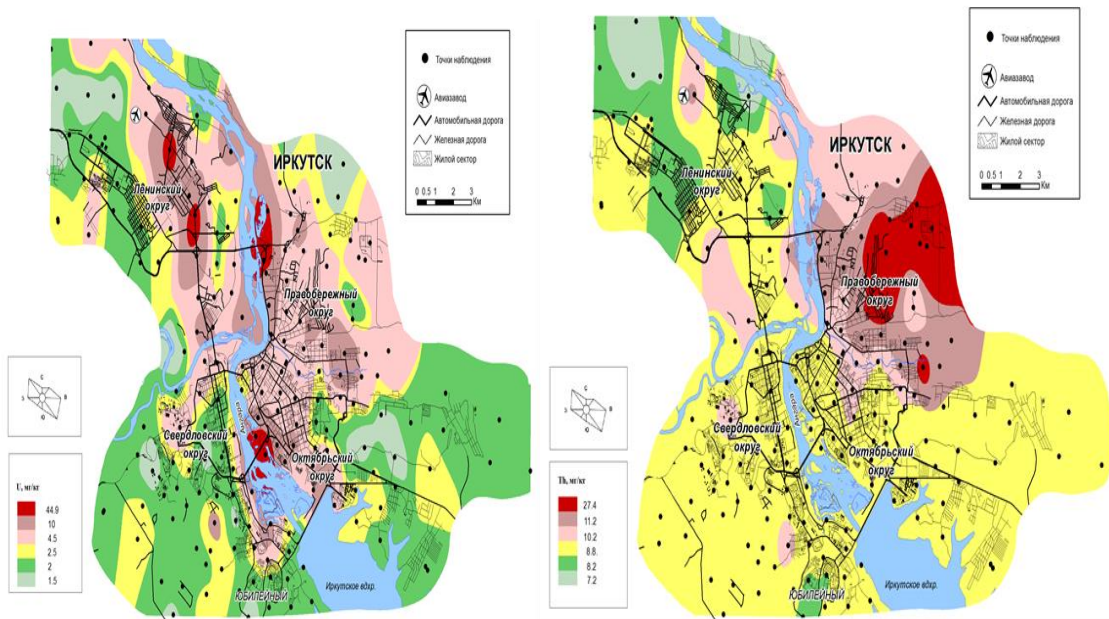 Точки наблюдения
Авиазавод
Автомобильная дорога
Железная дорога
Жилой сектор
0 0.5 1 2 3
Км
ИРКУТСК
Ленинский
округ
Правобережный
округ
Свердловский
округ
Ангара
Октябрьский
округ
ЮБИЛЕЙНЫЙ
Иркутское вдхр.
С
В
Ю
U, мг/кг
44.9
10
4.5
2.5
2
1.5
Точки наблюдения
Авиазавод
Автомобильная дорога
Железная дорога
Жилой сектор
0 0.5 1 2 3
Км
ИРКУТСК
Ленинский
округ
Правобережный
округ
Свердловский
округ
Ангара
Октябрьский
округ
ЮБИЛЕЙНЫЙ
Иркутское вдхр.
С
В
Ю
Th, мг/кг
27.4
11.2
10.2
8.8.
8.2
7.2